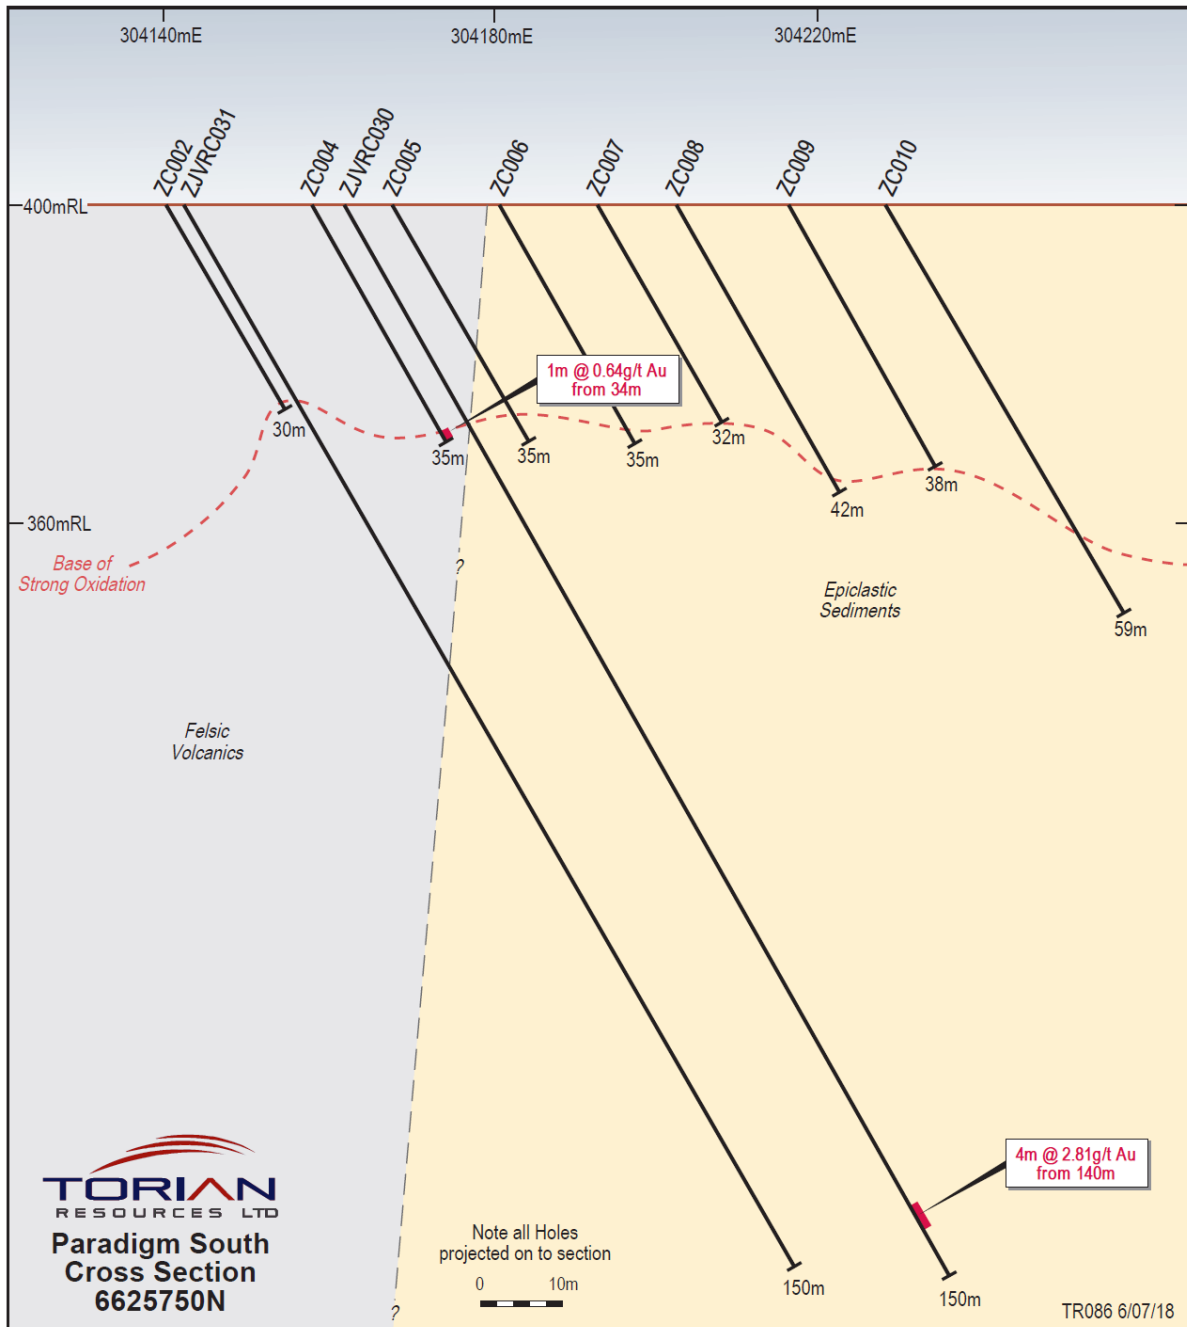 304140mE
304180mE
304220mE
ZC002
ZJVRC031
ZC004
ZJVRC030
ZC005
ZC006
ZC007
ZC008
ZC009
ZC010
400mRL
1m @ 0.64g/t Au
from 34m
30m
35m
35m
35m
32m
42m
38m
360mRL
Base of
Strong Oxidation
?
Epiclastic
Sediments
59m
Felsic
Volcanics
4m @ 2.81g/t Au
from 140m
TORIAN
RESOURCES LTD
Paradigm South
Cross Section
6625750N
Note all Holes
projected on to section
0 10m
150m
150m
?
TR086 6/07/18